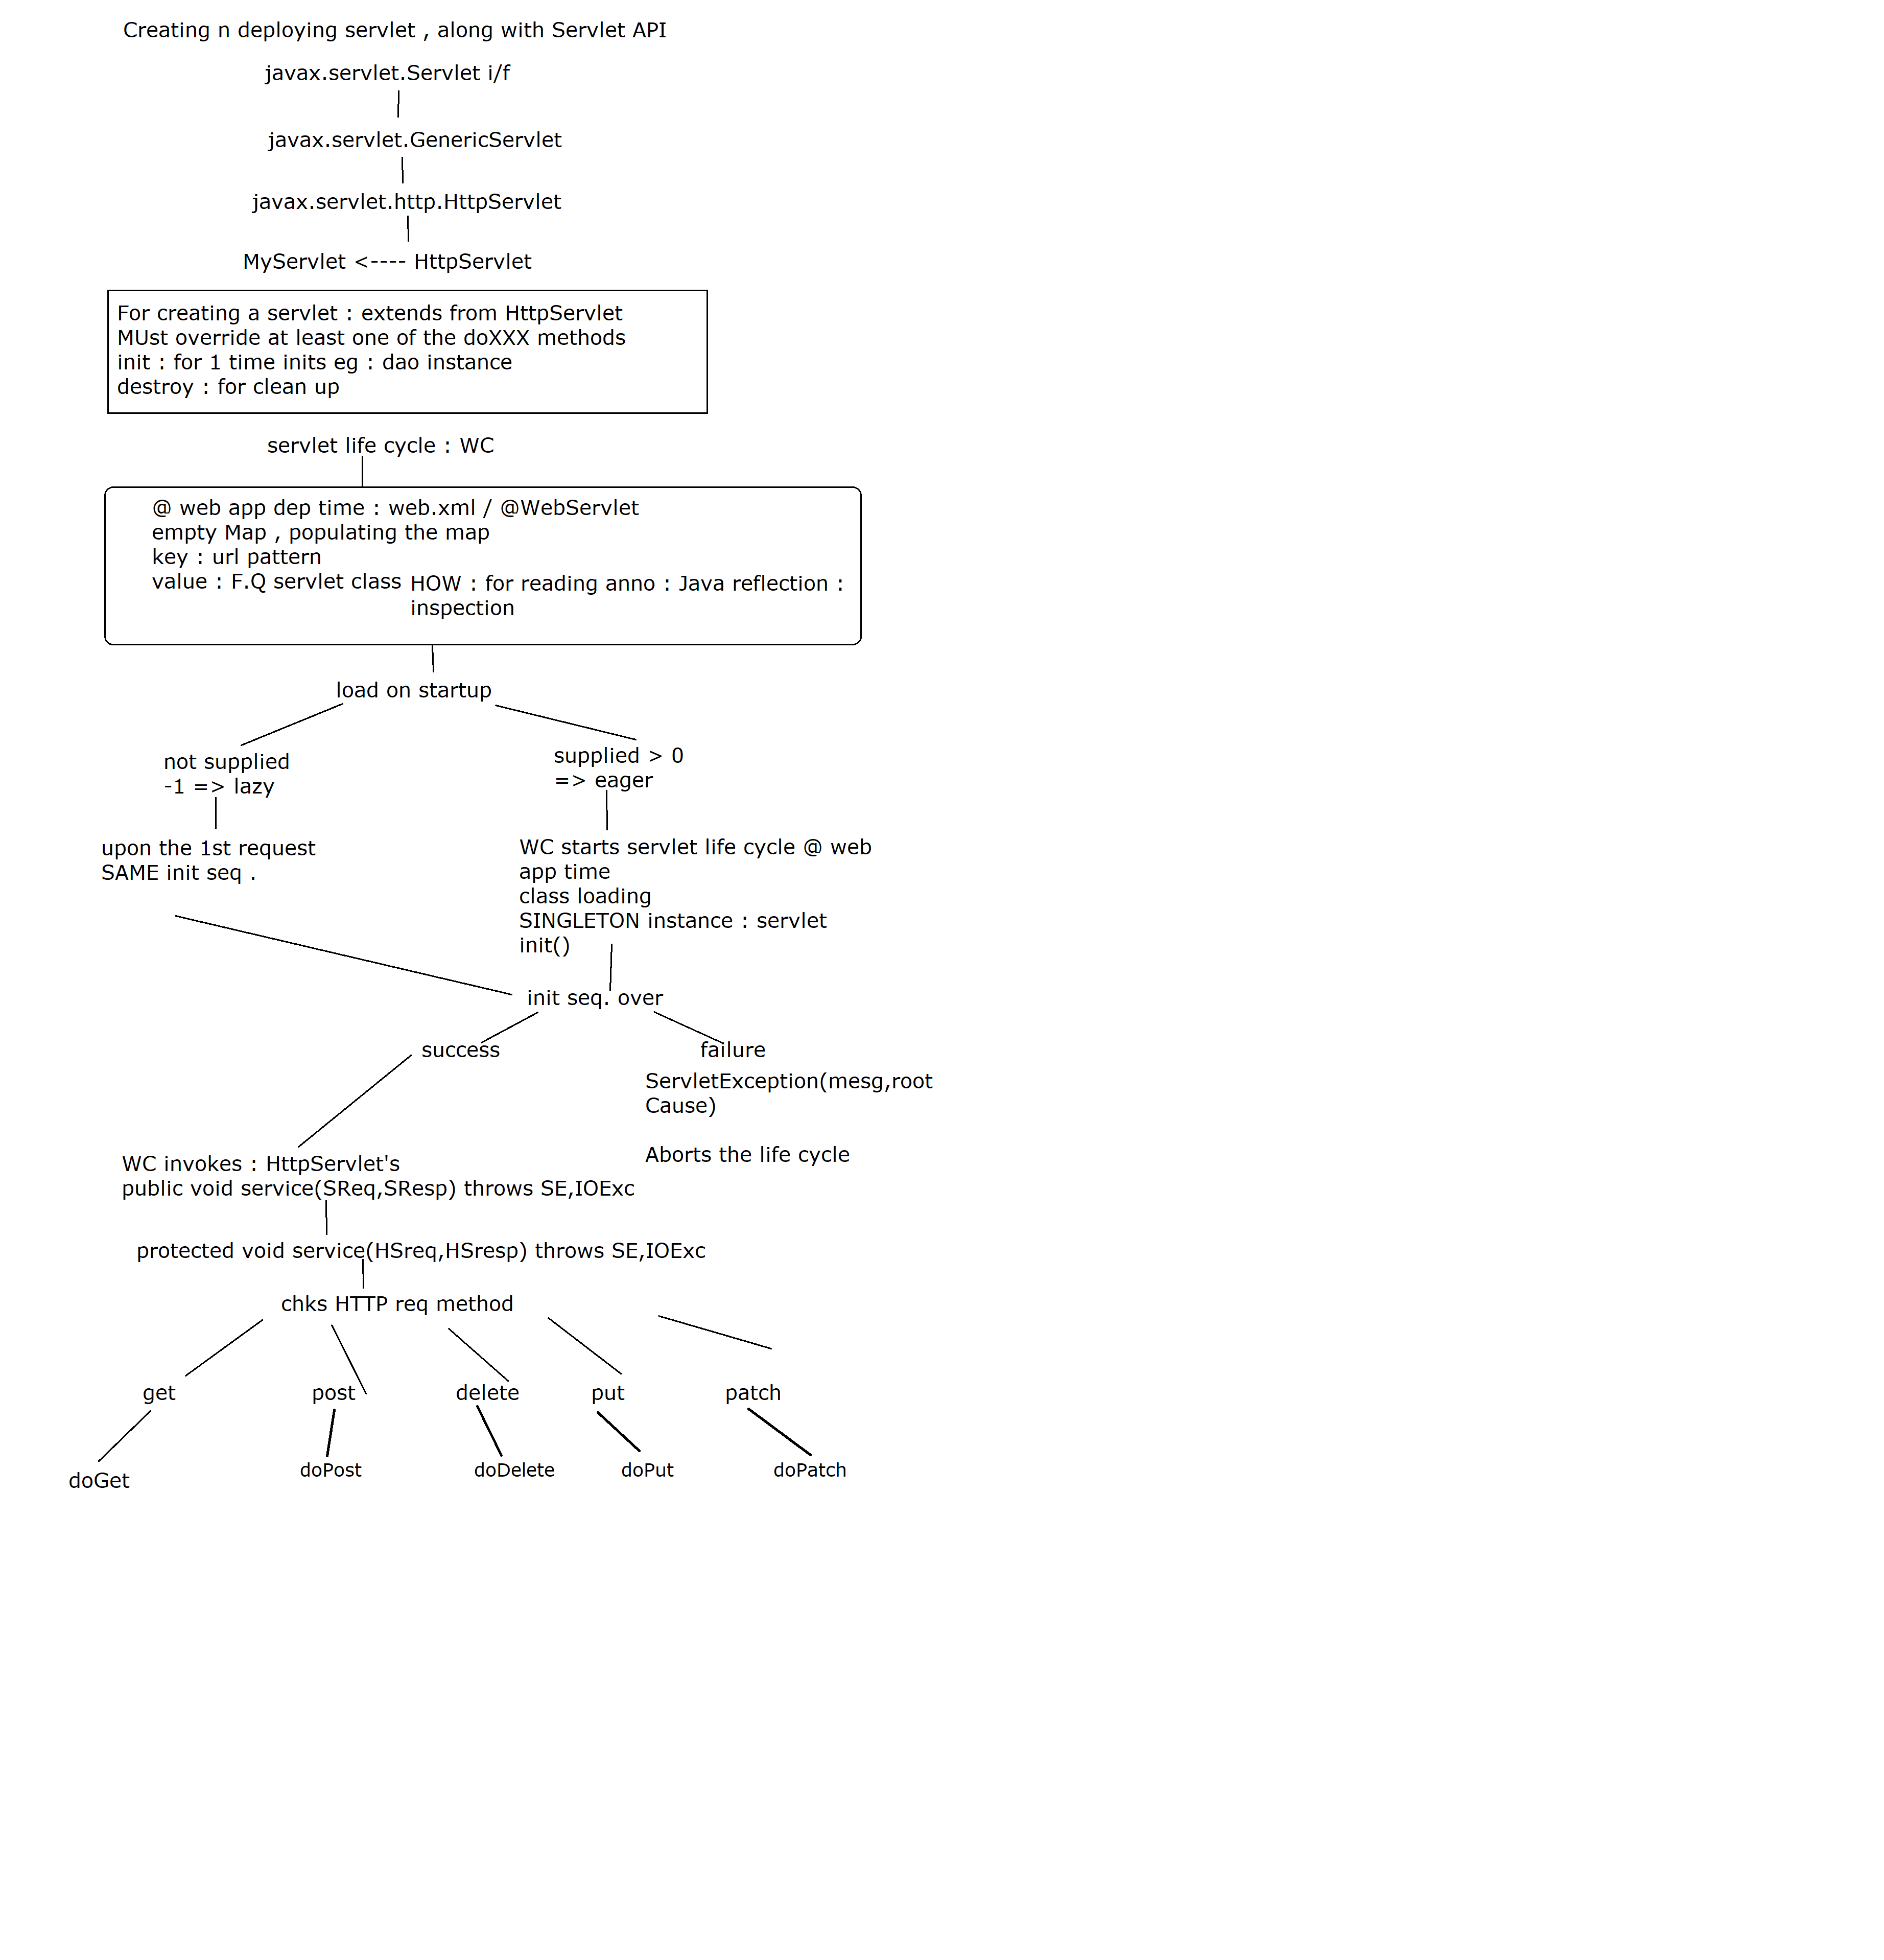 Creating n deploying servlet , along with Servlet API
javax.servlet.Servlet i/f
javax.servlet.GenericServlet
javax.servlet.http.HttpServlet
MyServlet <---- HttpServlet
For creating a servlet : extends from HttpServlet
MUst override at least one of the doXXX methods
init : for 1 time inits eg : dao instance
destroy : for clean up
servlet life cycle : WC
@ web app dep time : web.xml / @WebServlet
empty Map , populating the map
key : url pattern
value : F.Q servlet class
HOW : for reading anno : Java reflection :
inspection
load on startup
not supplied
-1 => lazy
supplied > 0
=> eager
upon the 1st request
SAME init seq .
WC starts servlet life cycle @ web
app time
class loading
SINGLETON instance : servlet
init()
init seq. over
success
failure
ServletException(mesg,root
Cause)
Aborts the life cycle
WC invokes : HttpServlet's
public void service(SReq,SResp) throws SE,IOExc
protected void service(HSreq,HSresp) throws SE,IOExc
chks HTTP req method
get post delete put patch
doGet doPost doDelete doPut doPatch